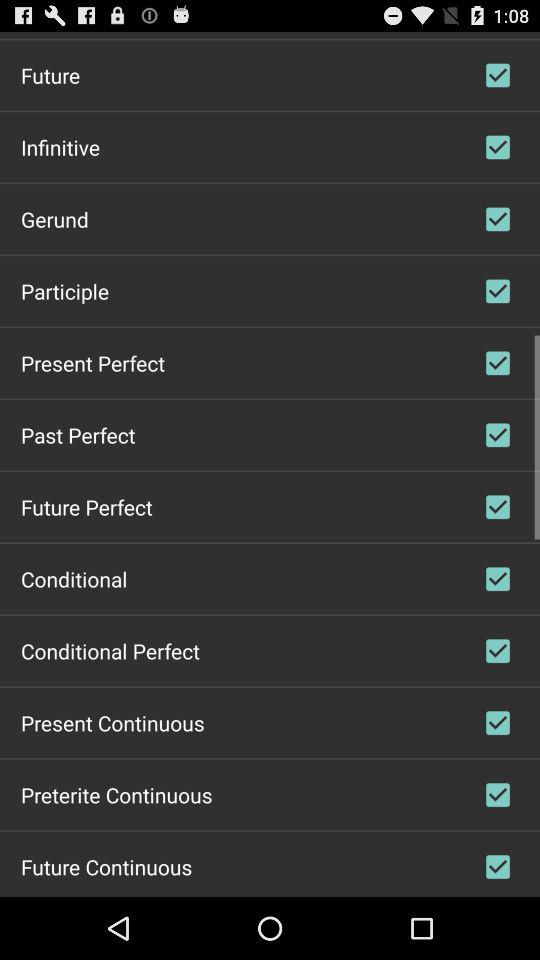 1:08
Future
Infinitive
Gerund
Participle
Present Perfect
Past Perfect
Future Perfect
Conditional
Conditional Perfect
Present Continuous
Preterite Continuous
Future Continuous